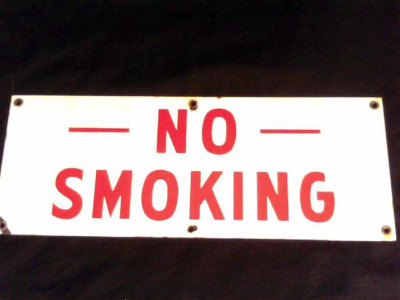 — NO —
SMOKING